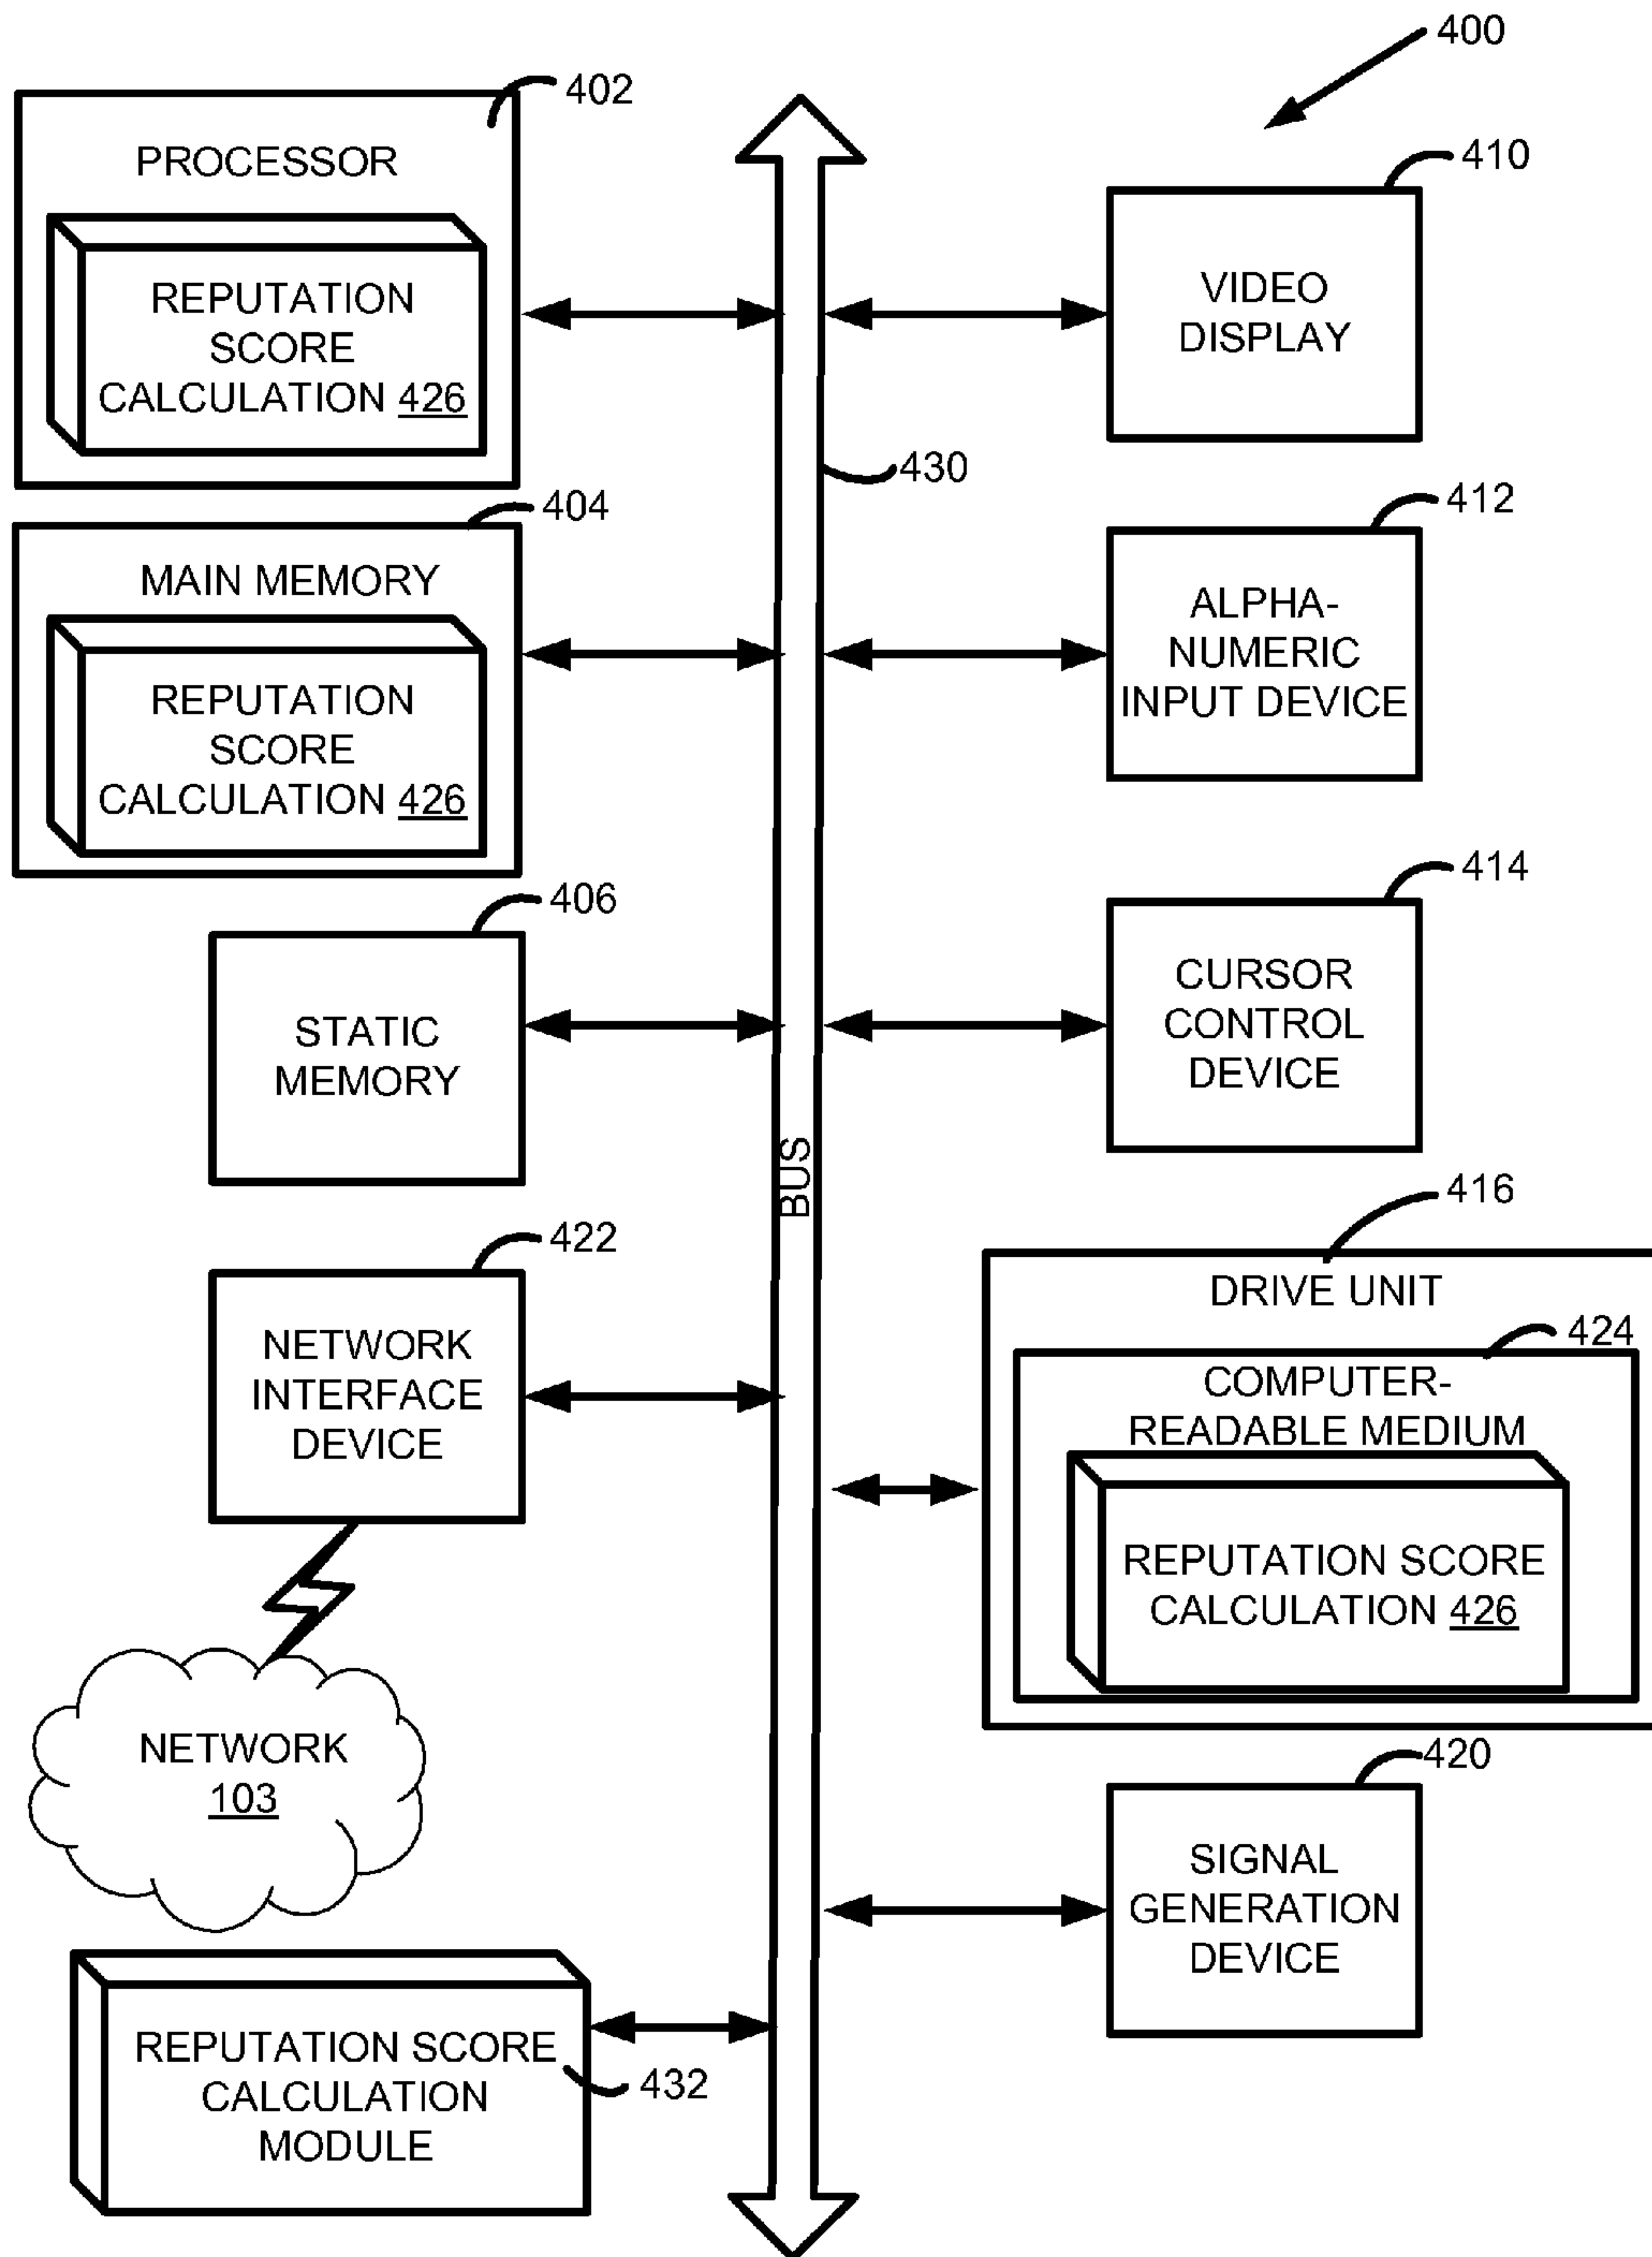 400
402
PROCESSOR
REPUTATION
SCORE
CALCULATION 426
404
MAIN MEMORY
REPUTATION
SCORE
CALCULATION 426
406
STATIC
MEMORY
422
NETWORK
INTERFACE
DEVICE
NETWORK
103
REPUTATION SCORE
CALCULATION
MODULE
432
BUS
430
410
VIDEO
DISPLAY
412
ALPHA-
NUMERIC
INPUT DEVICE
414
CURSOR
CONTROL
DEVICE
416
DRIVE UNIT
424
COMPUTER-
READABLE MEDIUM
REPUTATION SCORE
CALCULATION 426
420
SIGNAL
GENERATION
DEVICE